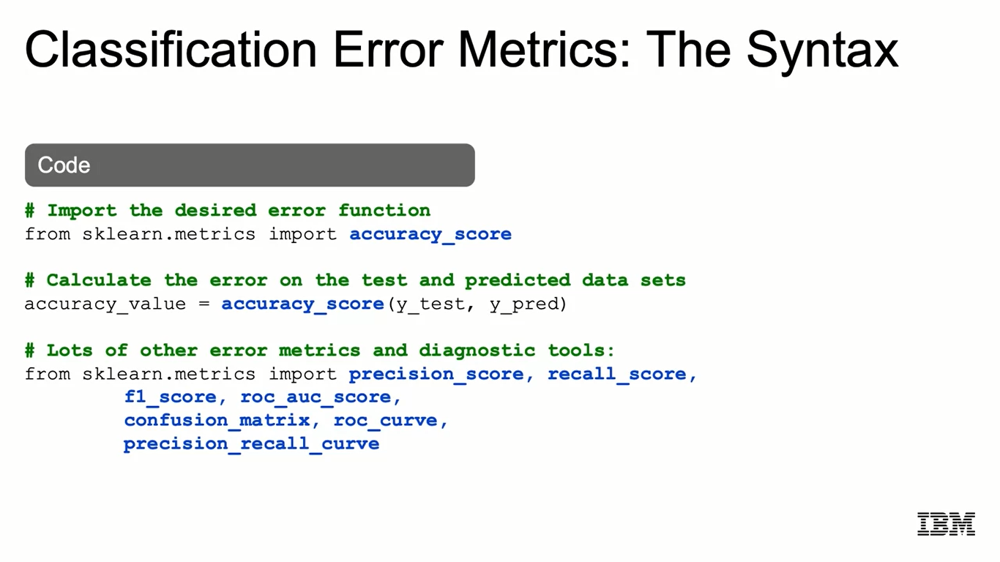 Classification Error Metrics: The Syntax
Code
# Import the desired error function
from sklearn.metrics import accuracy_score
# Calculate the error on the test and predicted data sets
accuracy_value = accuracy_score(y_test, y_pred)
# Lots of other error metrics and diagnostic tools:
from sklearn.metrics import precision_score, recall_score,
f1_score, roc_auc_score,
confusion_matrix, roc_curve,
precision_recall_curve
IBM